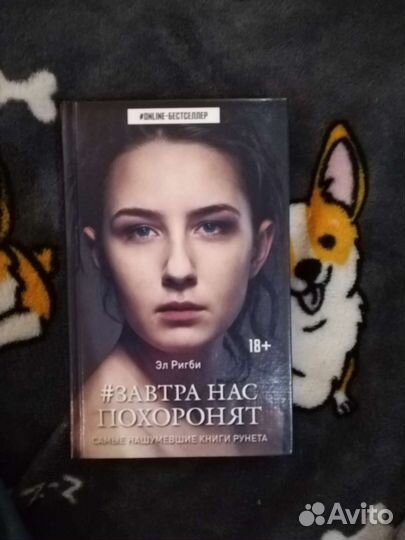 #ONLINE-БЕСТСЕЛЛЕР
18+
Эл Ригби
#ЗАВТРА НАС
ПОХОРОНЯТ
САМЫЕ НАШУМЕВШИЕ КНИГИ РУНЕТА
Avito